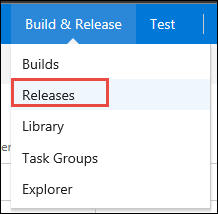 Build & Release Test
Builds
Releases
Library
Task Groups
Explorer